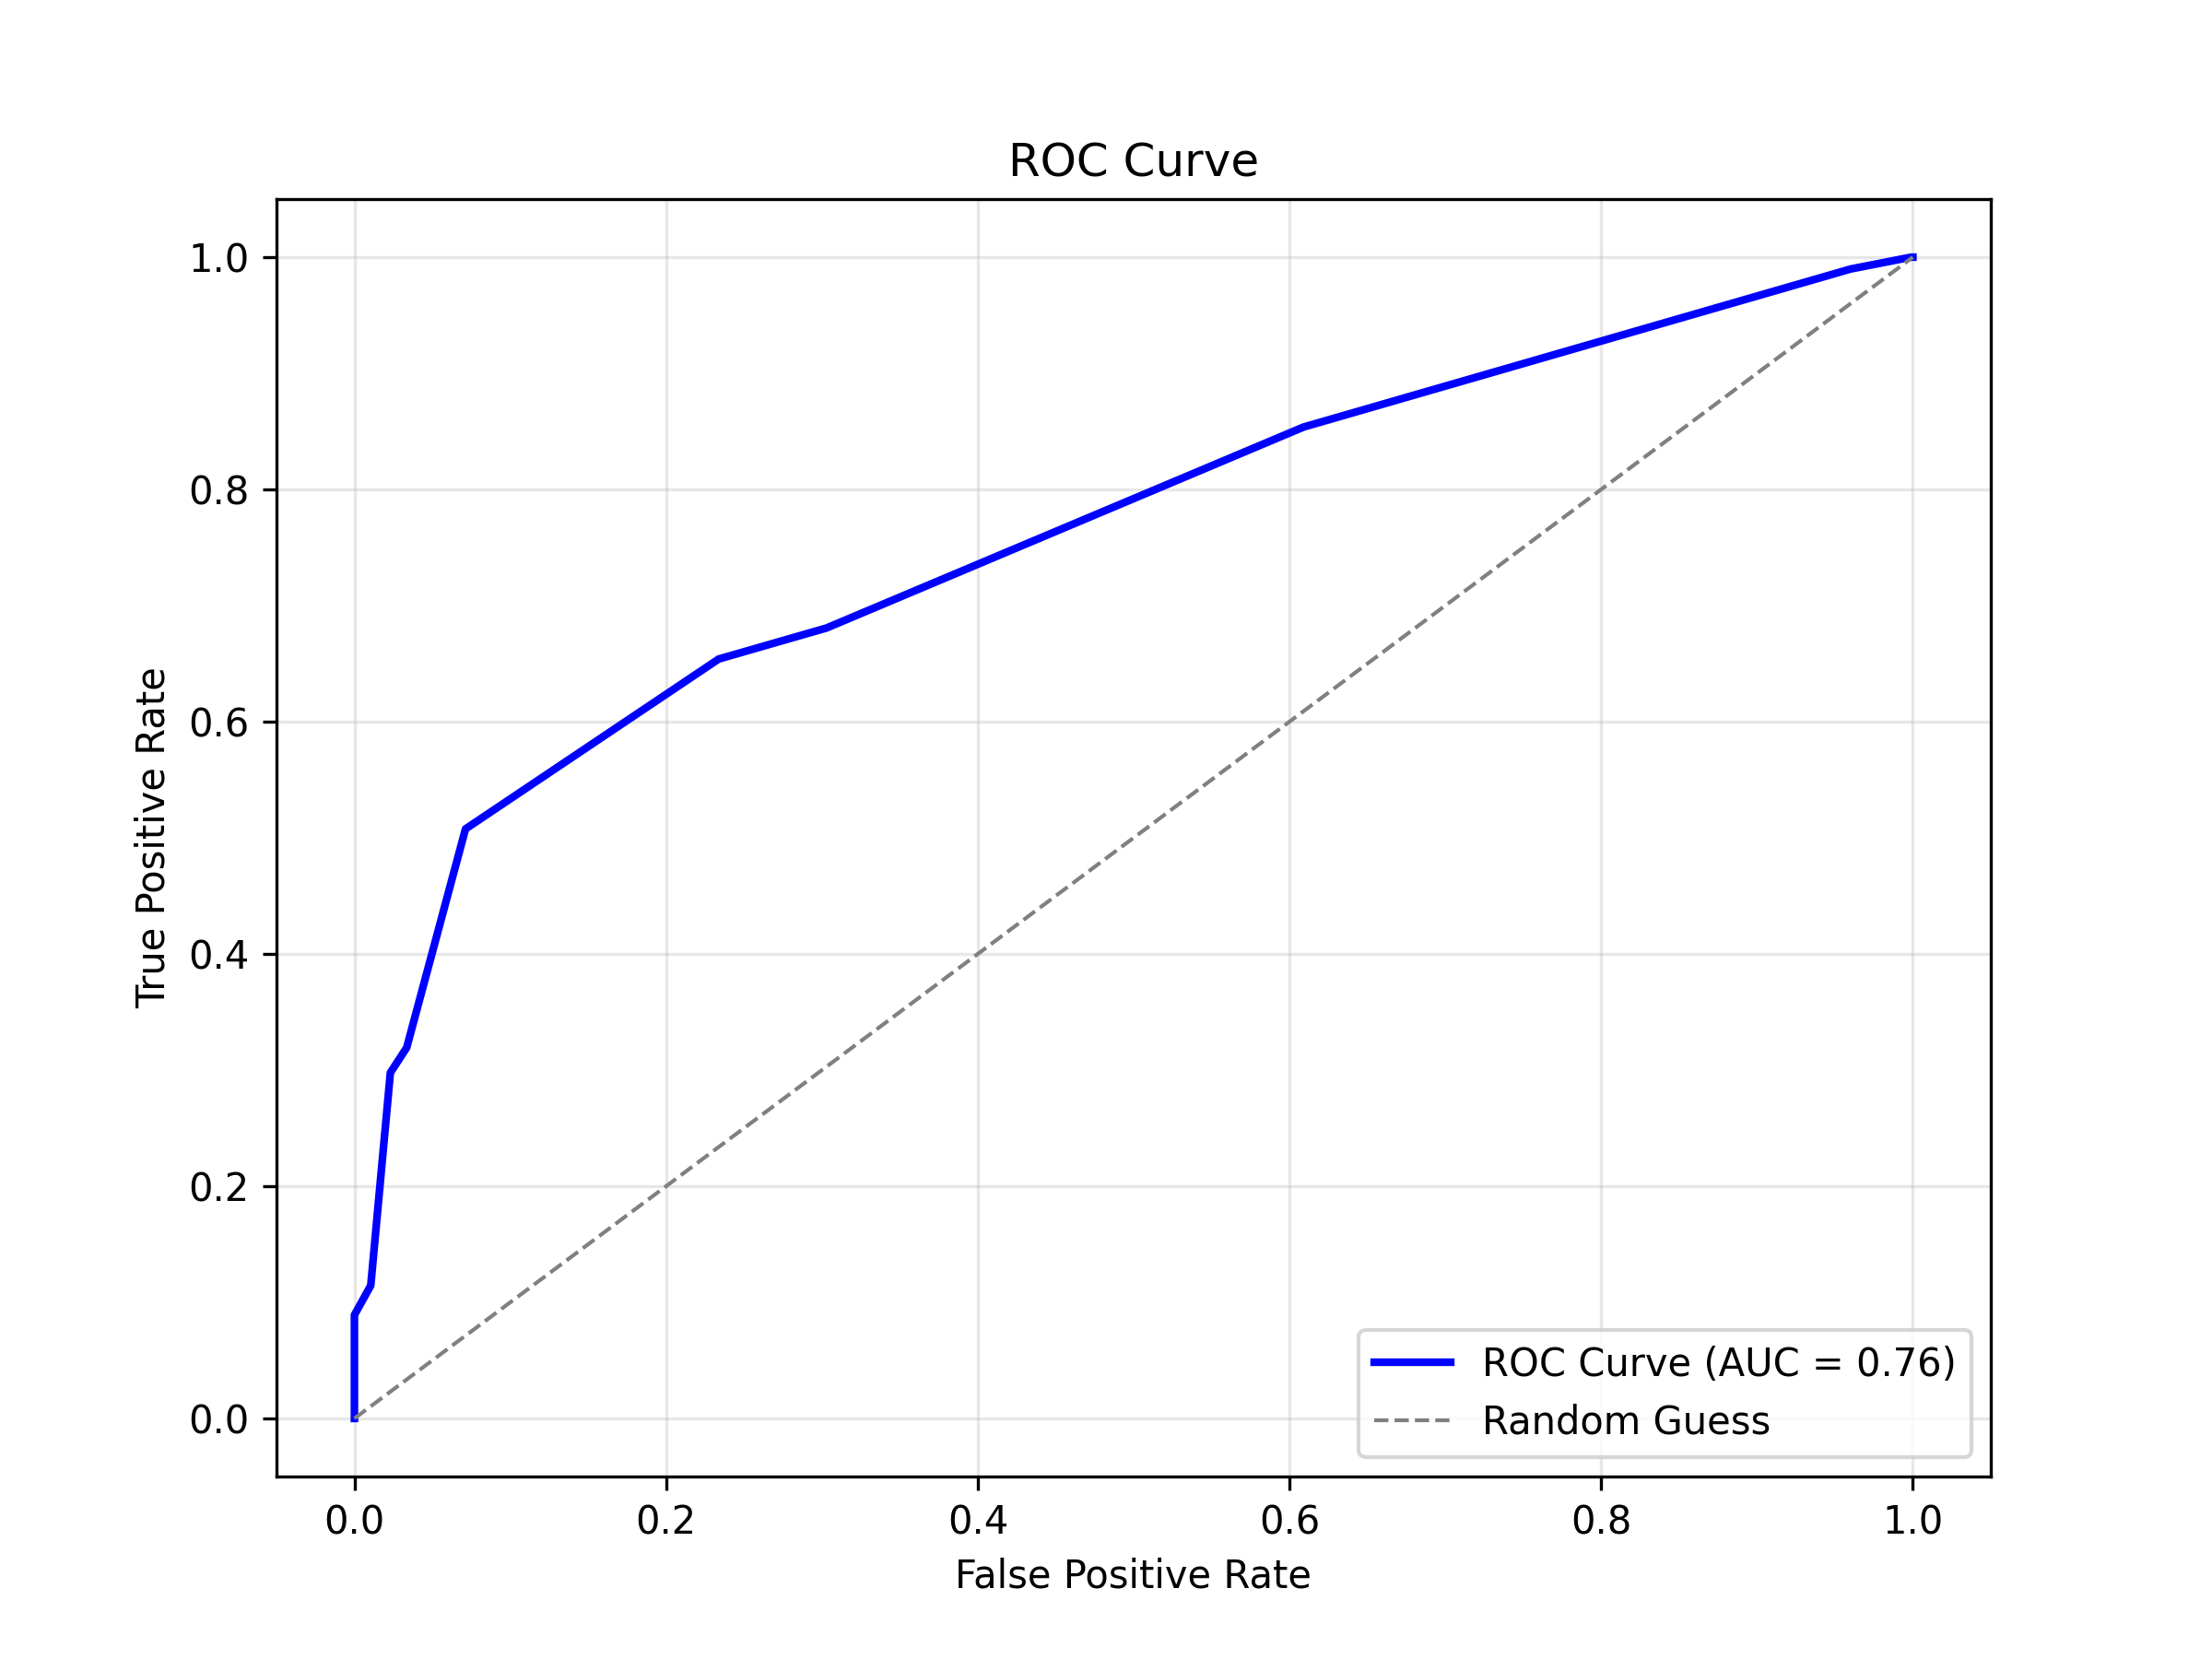 ROC Curve
True Positive Rate
1.0
0.8
0.6
0.4
0.2
0.0
ROC Curve (AUC = 0.76)
Random Guess
0.0 0.2 0.4 0.6 0.8 1.0
False Positive Rate